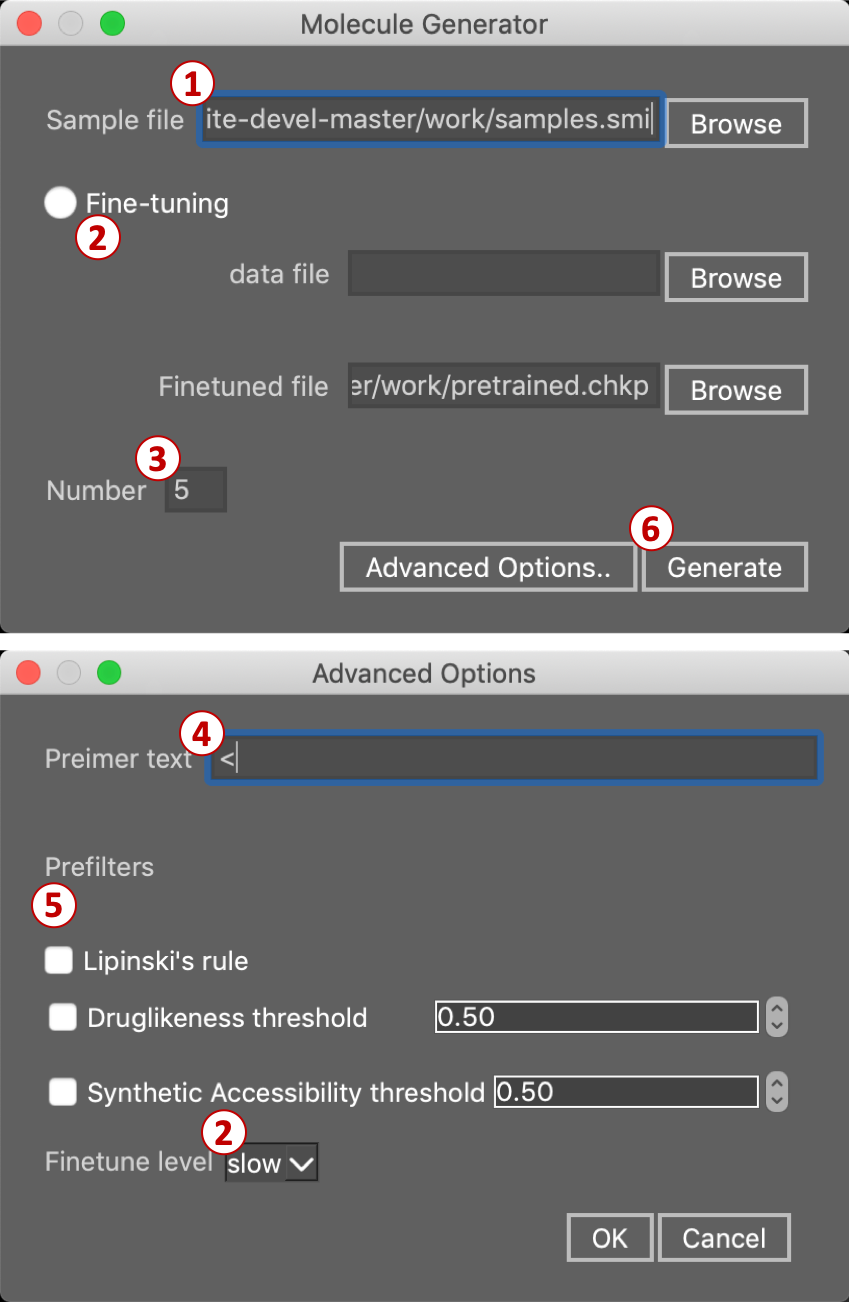 Molecule Generator
1
Sample file ite-devel-master/work/samples.smi Browse
Fine-tuning
2
data file Browse
Finetuned file er/work/pretrained.chkp Browse
3
Number 5
6
Advanced Options.. Generate
Advanced Options
4
Preimer text <
Prefilters
5
Lipinski's rule
Druglikeness threshold 0.50
Synthetic Accessibility threshold 0.50
2
Finetune level slow
OK Cancel